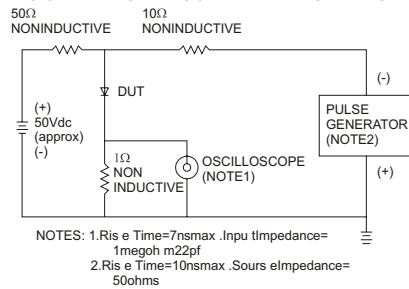 50Ω
NONINDUCTIVE
10Ω
NONINDUCTIVE
(+)
50Vdc
(approx)
(-)
DUT
1Ω
NON
INDUCTIVE
OSCILLOSCOPE
(NOTE1)
(-)
PULSE
GENERATOR
(NOTE2)
(+)
NOTES: 1.Ris e Time=7nsmax .Inpu tImpedance=
1megoh m22pf
2.Ris e Time=10nsmax .Sours eImpedance=
50ohms